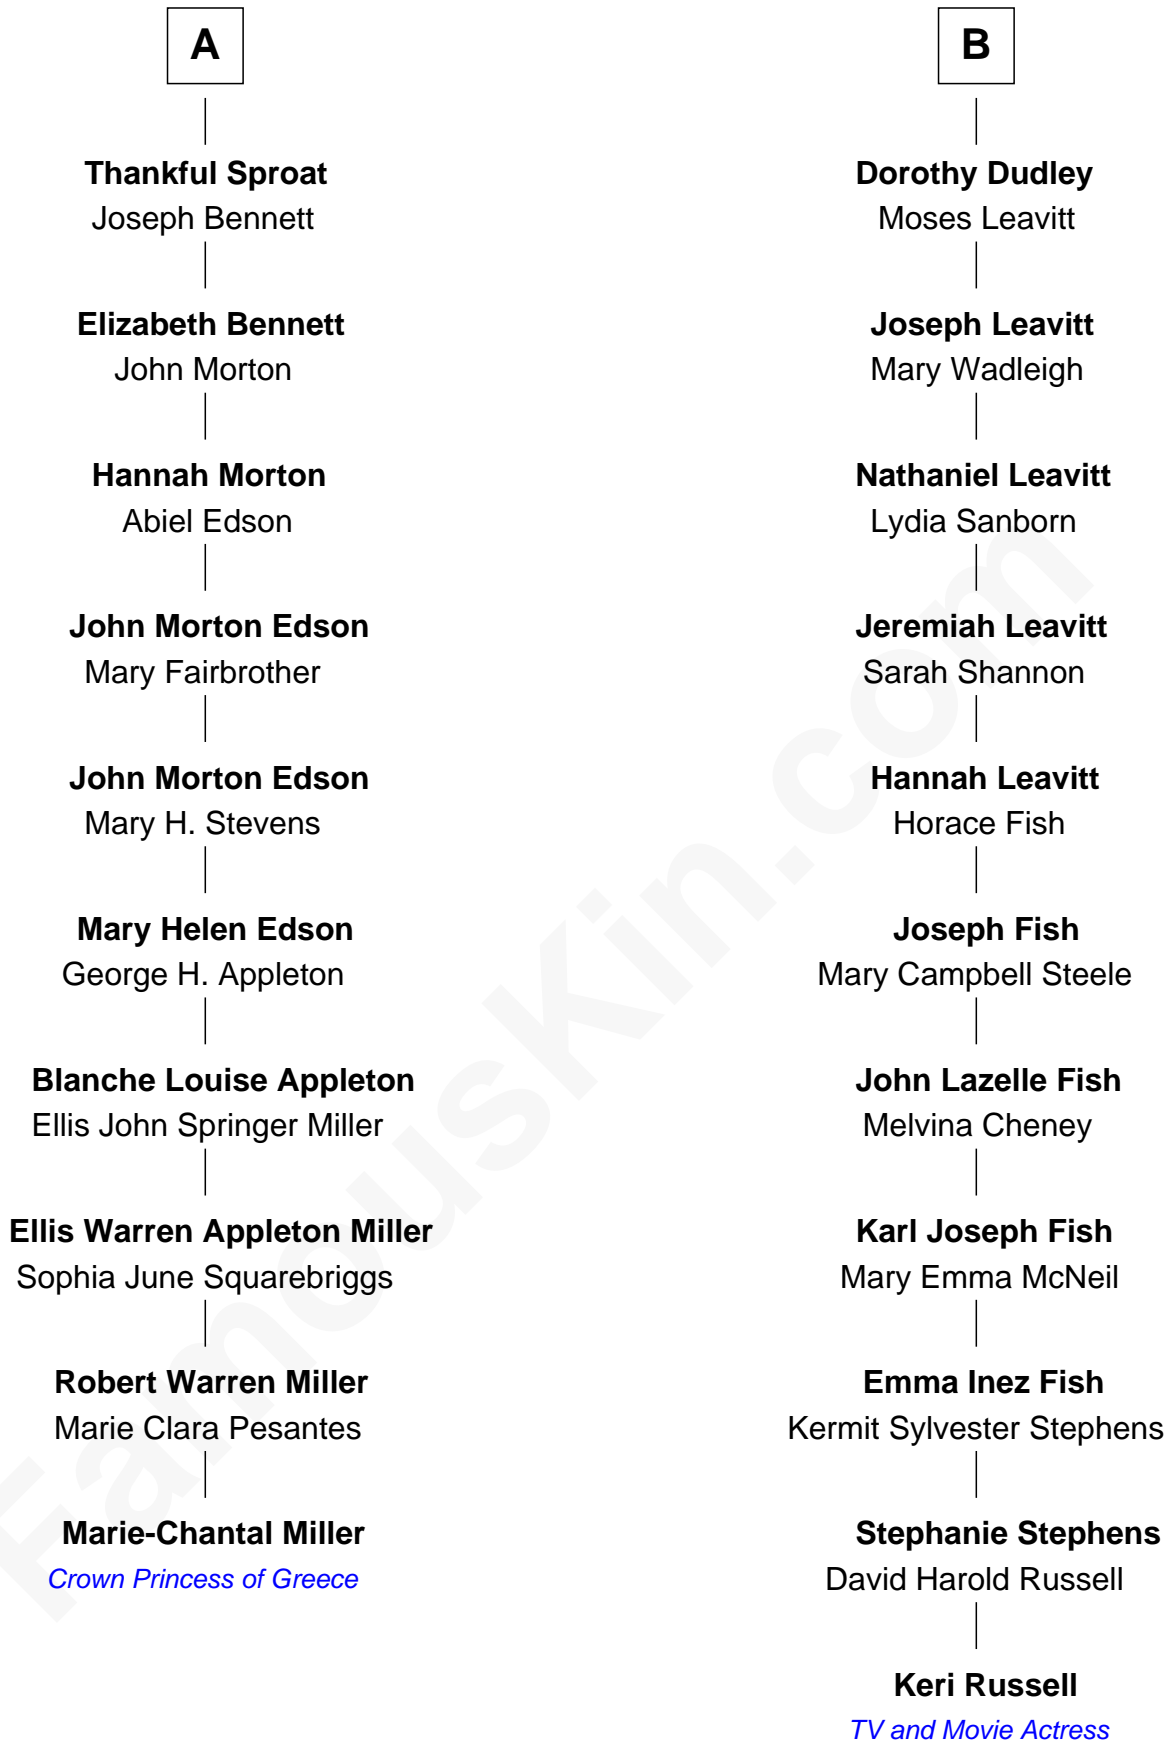 A
Thankful Sproat
Joseph Bennett
Elizabeth Bennett
John Morton
Hannah Morton
Abiel Edson
John Morton Edson
Mary Fairbrother
John Morton Edson
Mary H. Stevens
Mary Helen Edson
George H. Appleton
Blanche Louise Appleton
Ellis John Springer Miller
Ellis Warren Appleton Miller
Sophia June Squarebriggs
Robert Warren Miller
Marie Clara Pesantes
Marie-Chantal Miller
Crown Princess of Greece
B
Dorothy Dudley
Moses Leavitt
Joseph Leavitt
Mary Wadleigh
Nathaniel Leavitt
Lydia Sanborn
Jeremiah Leavitt
Sarah Shannon
Hannah Leavitt
Horace Fish
Joseph Fish
Mary Campbell Steele
John Lazelle Fish
Melvina Cheney
Karl Joseph Fish
Mary Emma McNeil
Emma Inez Fish
Kermit Sylvester Stephens
Stephanie Stephens
David Harold Russell
Keri Russell
TV and Movie Actress
FamousKin.com